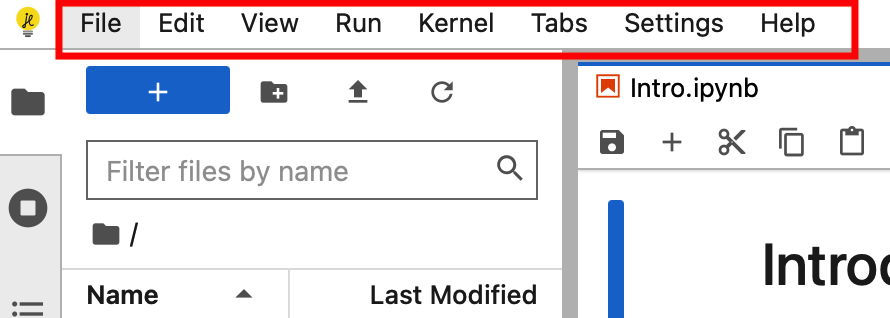 File Edit View Run Kernel Tabs Settings Help
Intro.ipynb
Filter files by name
/
Introd
Name Last Modified